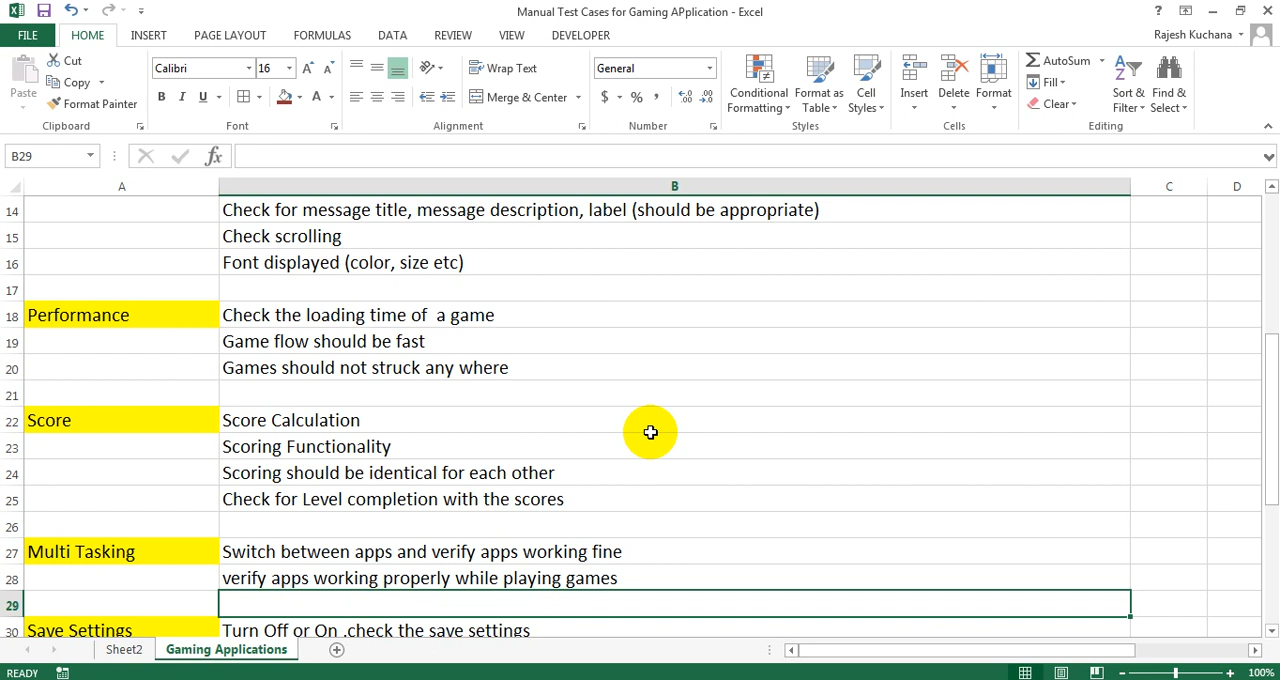 Manual Test Cases for Gaming APplication - Excel
?
Rajesh Kuchana
FILE HOME INSERT PAGE LAYOUT FORMULAS DATA REVIEW VIEW DEVELOPER
Paste
Cut
Copy
Format Painter
Clipboard
Calibri 16
B I U
Font
Wrap Text
Merge & Center
Alignment
General
$ % ,
Number
Conditional Formatting
Format as Table
Cell Styles
Styles
Insert
Delete
Format
Cells
AutoSum
Fill
Clear
Sort & Filter
Find & Select
Editing
B29
fx
A B C D
14 Check for message title, message description, label (should be appropriate)
15 Check scrolling
16 Font displayed (color, size etc)
17
18 Performance Check the loading time of  a game
19 Game flow should be fast
20 Games should not struck any where
21
22 Score Score Calculation
23 Scoring Functionality
24 Scoring should be identical for each other
25 Check for Level completion with the scores
26
27 Multi Tasking Switch between apps and verify apps working fine
28 verify apps working properly while playing games
29
30 Save Settings Turn Off or On ,check the save settings
Sheet2 Gaming Applications
READY
100%